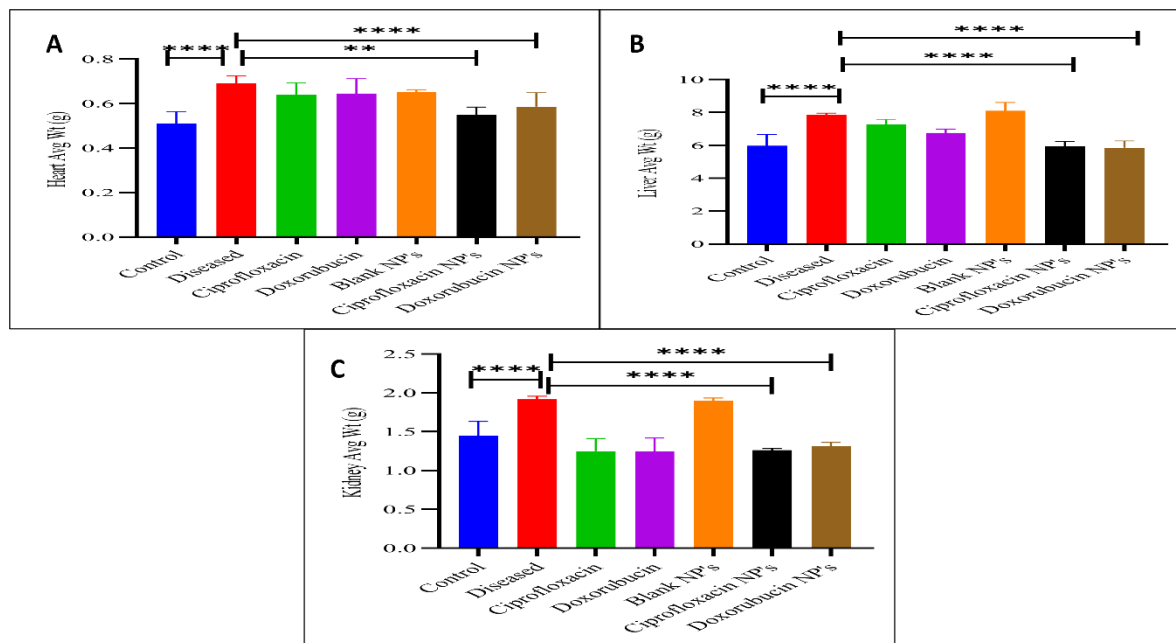 A
****
****
**
Heart Avg Wt (g)
0.8
0.6
0.4
0.2
0.0
Control
Diseased
Ciprofloxacin
Doxorubucin
Blank NP's
Ciprofloxacin NP's
Doxorubucin NP's
B
****
****
****
Liver Avg Wt (g)
10
8
6
4
2
0
Control
Diseased
Ciprofloxacin
Doxorubucin
Blank NP's
Ciprofloxacin NP's
Doxorubucin NP's
C
****
****
****
Kidney Avg Wt (g)
2.5
2.0
1.5
1.0
0.5
0.0
Control
Diseased
Ciprofloxacin
Doxorubucin
Blank NP's
Ciprofloxacin NP's
Doxorubucin NP's